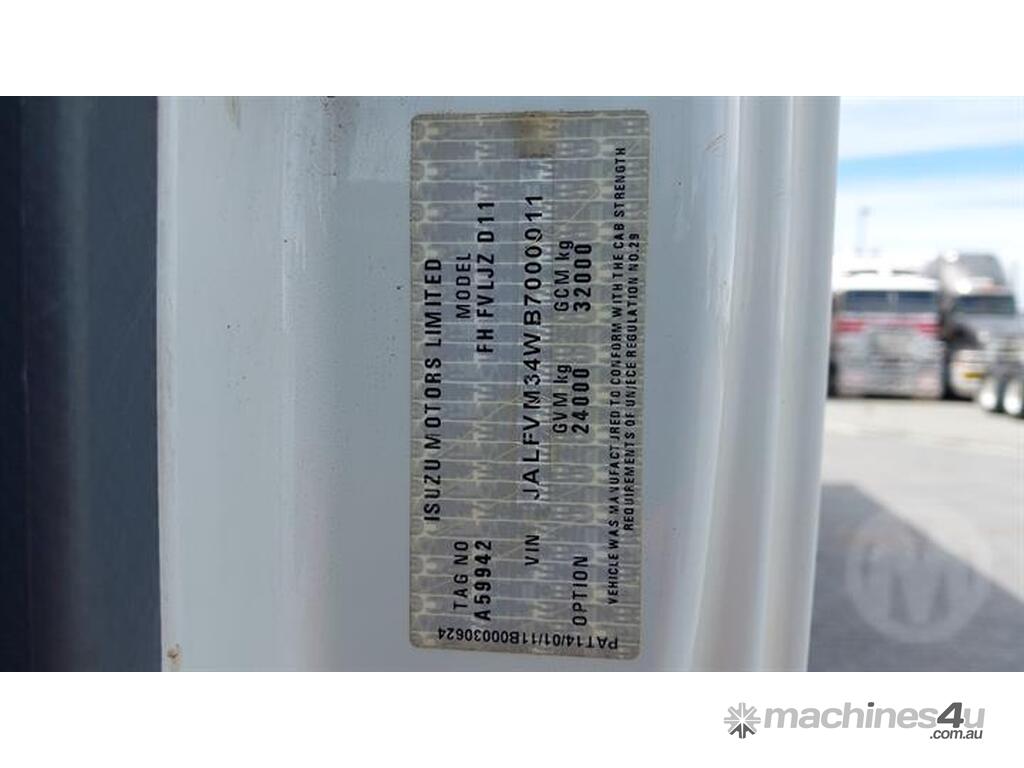 ISUZU MOTORS LIMITED
TAG NO MODEL
A59942 FH FVLJZ D11
VIN JALFVM34WB7000011
GVM kg GCM kg
OPTION 24000 32000
VEHICLE WAS MANUFACTURED TO CONFORM WITH THE CAB STRENGTH
REQUIREMENTS OF UN/ECE REGULATION NO.29
PAT14/01/11B00030624
machines4u
.com.au